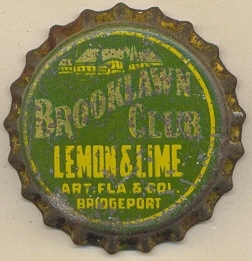 BROOKLAWN
CLUB
LEMON & LIME
ART. FLA. & COL.
BRIDGEPORT